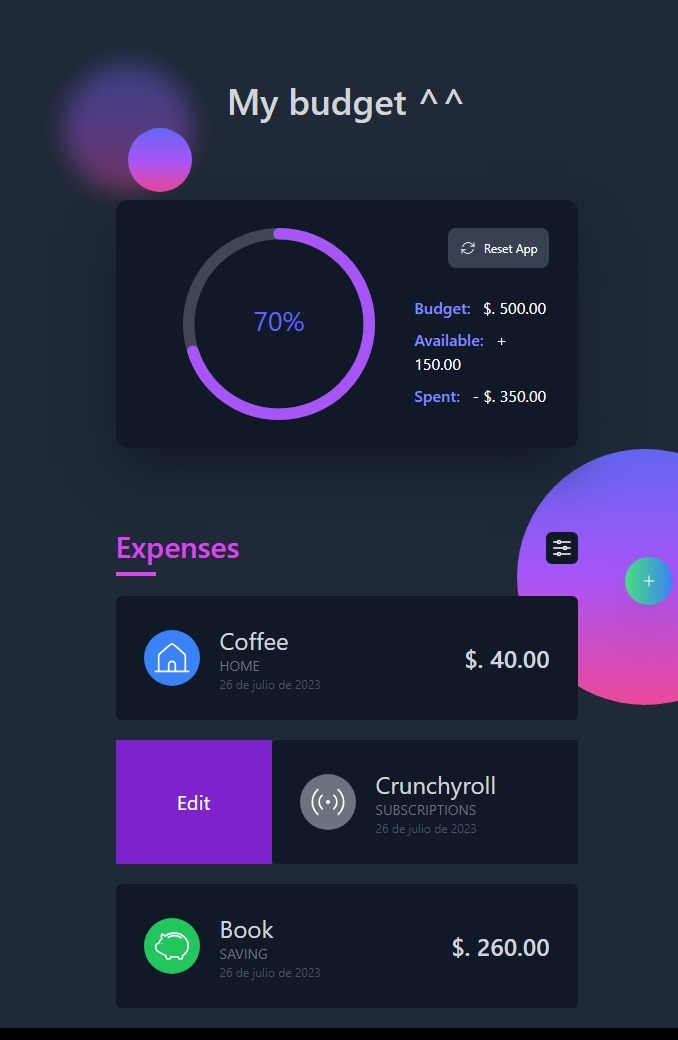 My budget ^^
Reset App
70%
Budget: $. 500.00
Available: +
150.00
Spent: - $. 350.00
Expenses
+
Coffee
HOME
26 de julio de 2023
$. 40.00
Edit
Crunchyroll
SUBSCRIPTIONS
26 de julio de 2023
Book
SAVING
26 de julio de 2023
$. 260.00